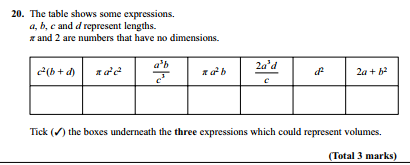 20. The table shows some expressions.
a, b, c and d represent lengths.
π and 2 are numbers that have no dimensions.
c²(b + d) πa²c² a³b/c³ πa²b 2a³d/c d² 2a + b²
Tick (✓) the boxes underneath the three expressions which could represent volumes.
(Total 3 marks)